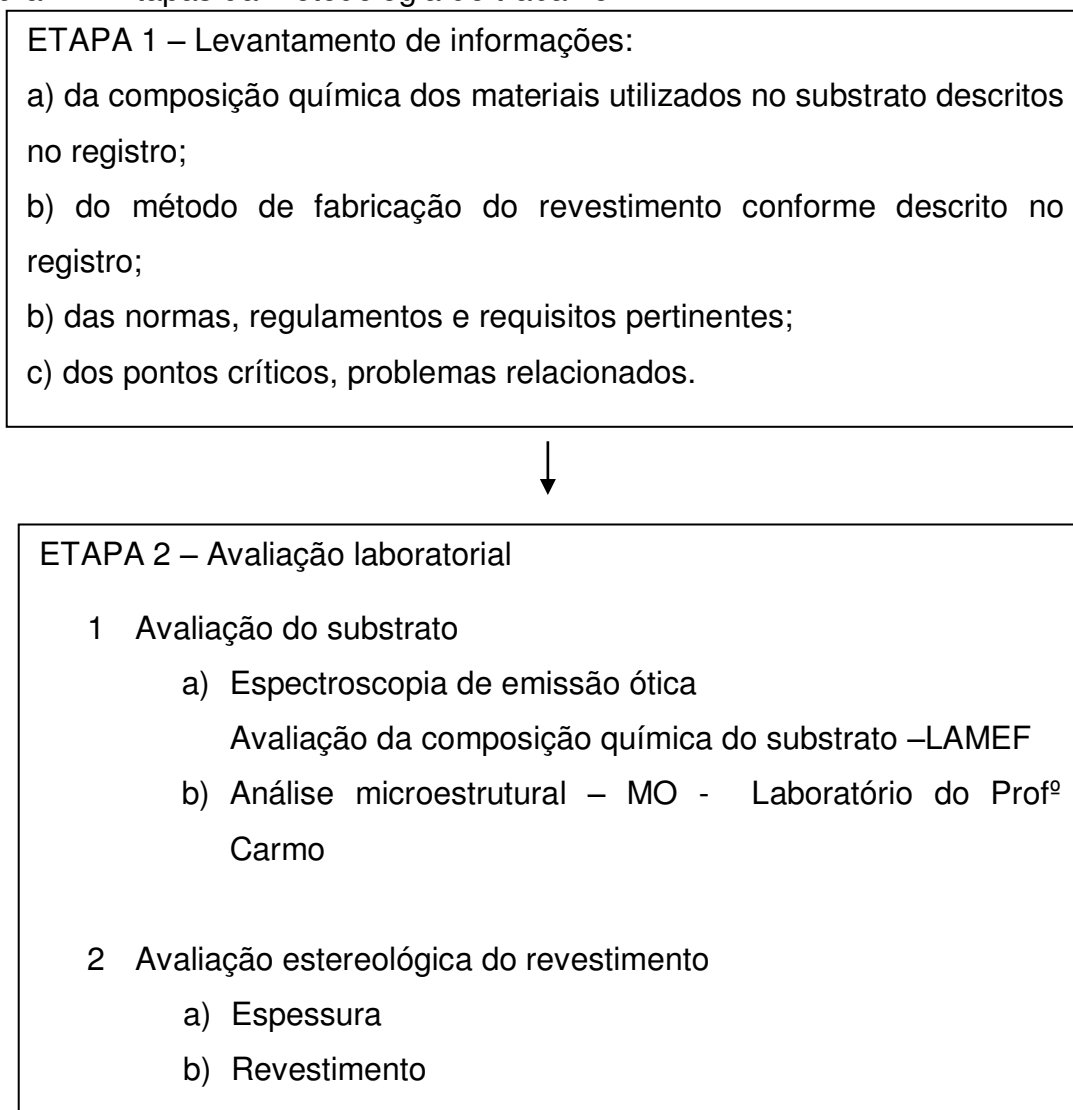 ETAPA 1 – Levantamento de informações:
a) da composição química dos materiais utilizados no substrato descritos
no registro;
b) do método de fabricação do revestimento conforme descrito no
registro;
b) das normas, regulamentos e requisitos pertinentes;
c) dos pontos críticos, problemas relacionados.
ETAPA 2 – Avaliação laboratorial
1 Avaliação do substrato
a) Espectroscopia de emissão ótica
Avaliação da composição química do substrato –LAMEF
b) Análise microestrutural – MO - Laboratório do Profº
Carmo
2 Avaliação estereológica do revestimento
a) Espessura
b) Revestimento